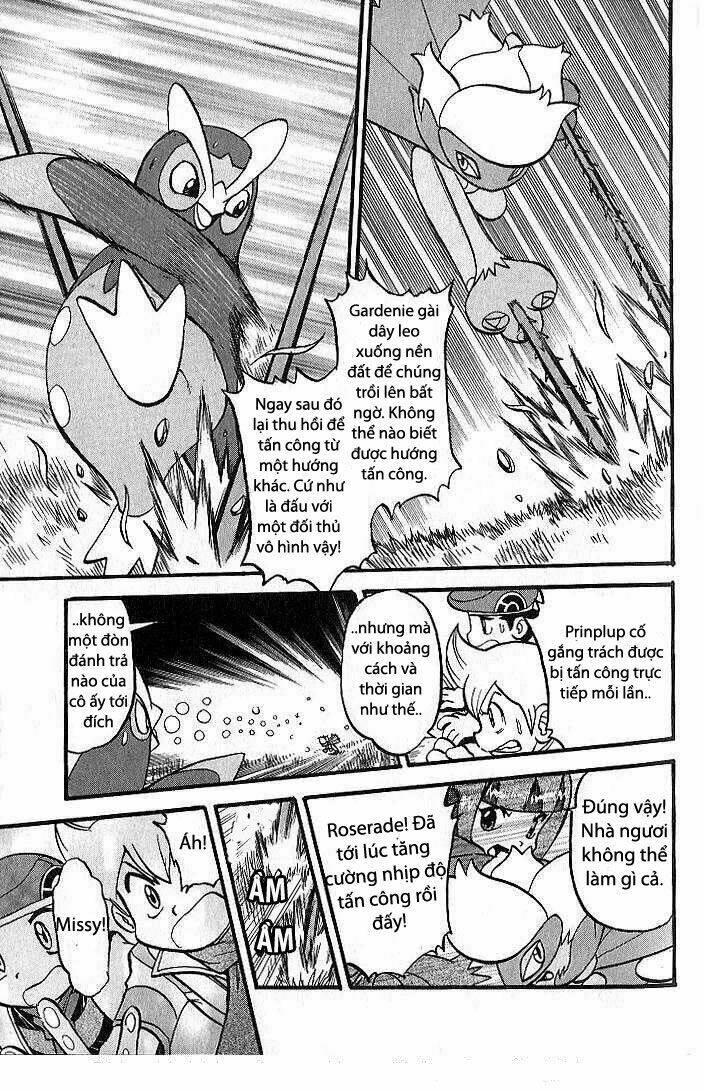 Gardenie gài
dây leo
xuống nền
đất để chúng
trồi lên bất
ngờ. Không
thể nào biết
được hướng
tấn công.
Ngay sau đó
lại thu hồi để
tấn công từ
một hướng
khác. Cứ như
là đấu với
một đối thủ
vô hình vậy!
Prinplup cố
gắng trách được
bị tấn công trực
tiếp mỗi lần..
..nhưng mà
với khoảng
cách và
thời gian
như thế..
..không
một đòn
đánh trả
nào của
cô ấy tới
đích
Đúng vậy!
Nhà ngươi
không thể
làm gì cả.
Roserade! Đã
tới lúc tăng
cường nhịp độ
tấn công rồi
đấy!
ẦM
ẦM
Áh!
Missy!